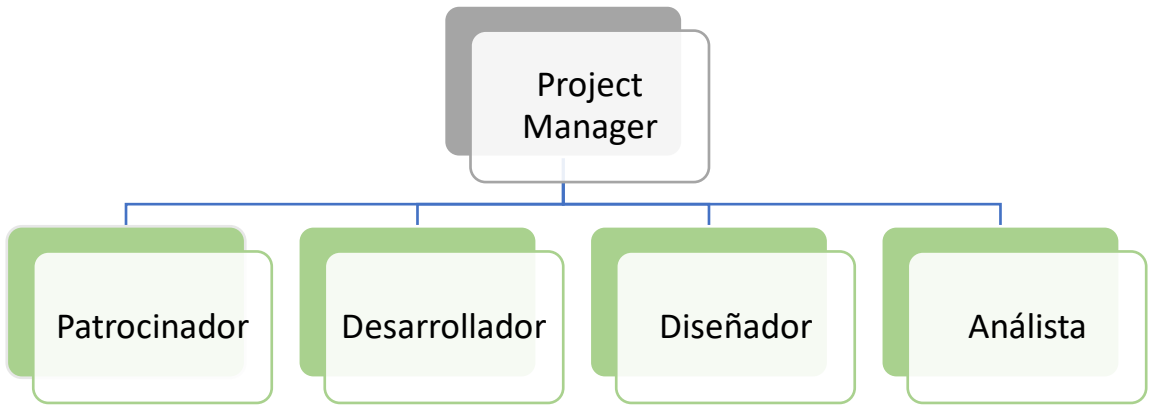 Project
Manager
Patrocinador
Desarrollador
Diseñador
Análista